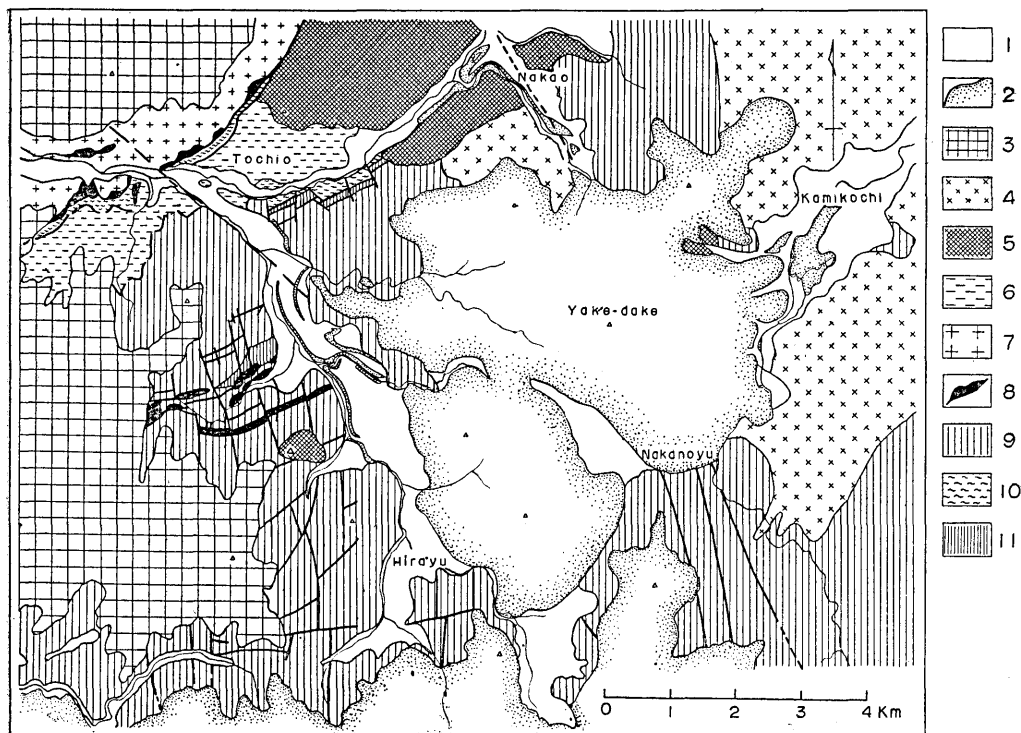 Nakao
Tochio
Kamikochi
Yake-dake
Nakanoyu
Hirayu
0 1 2 3 4 Km
1
2
3
4
5
6
7
8
9
10
11